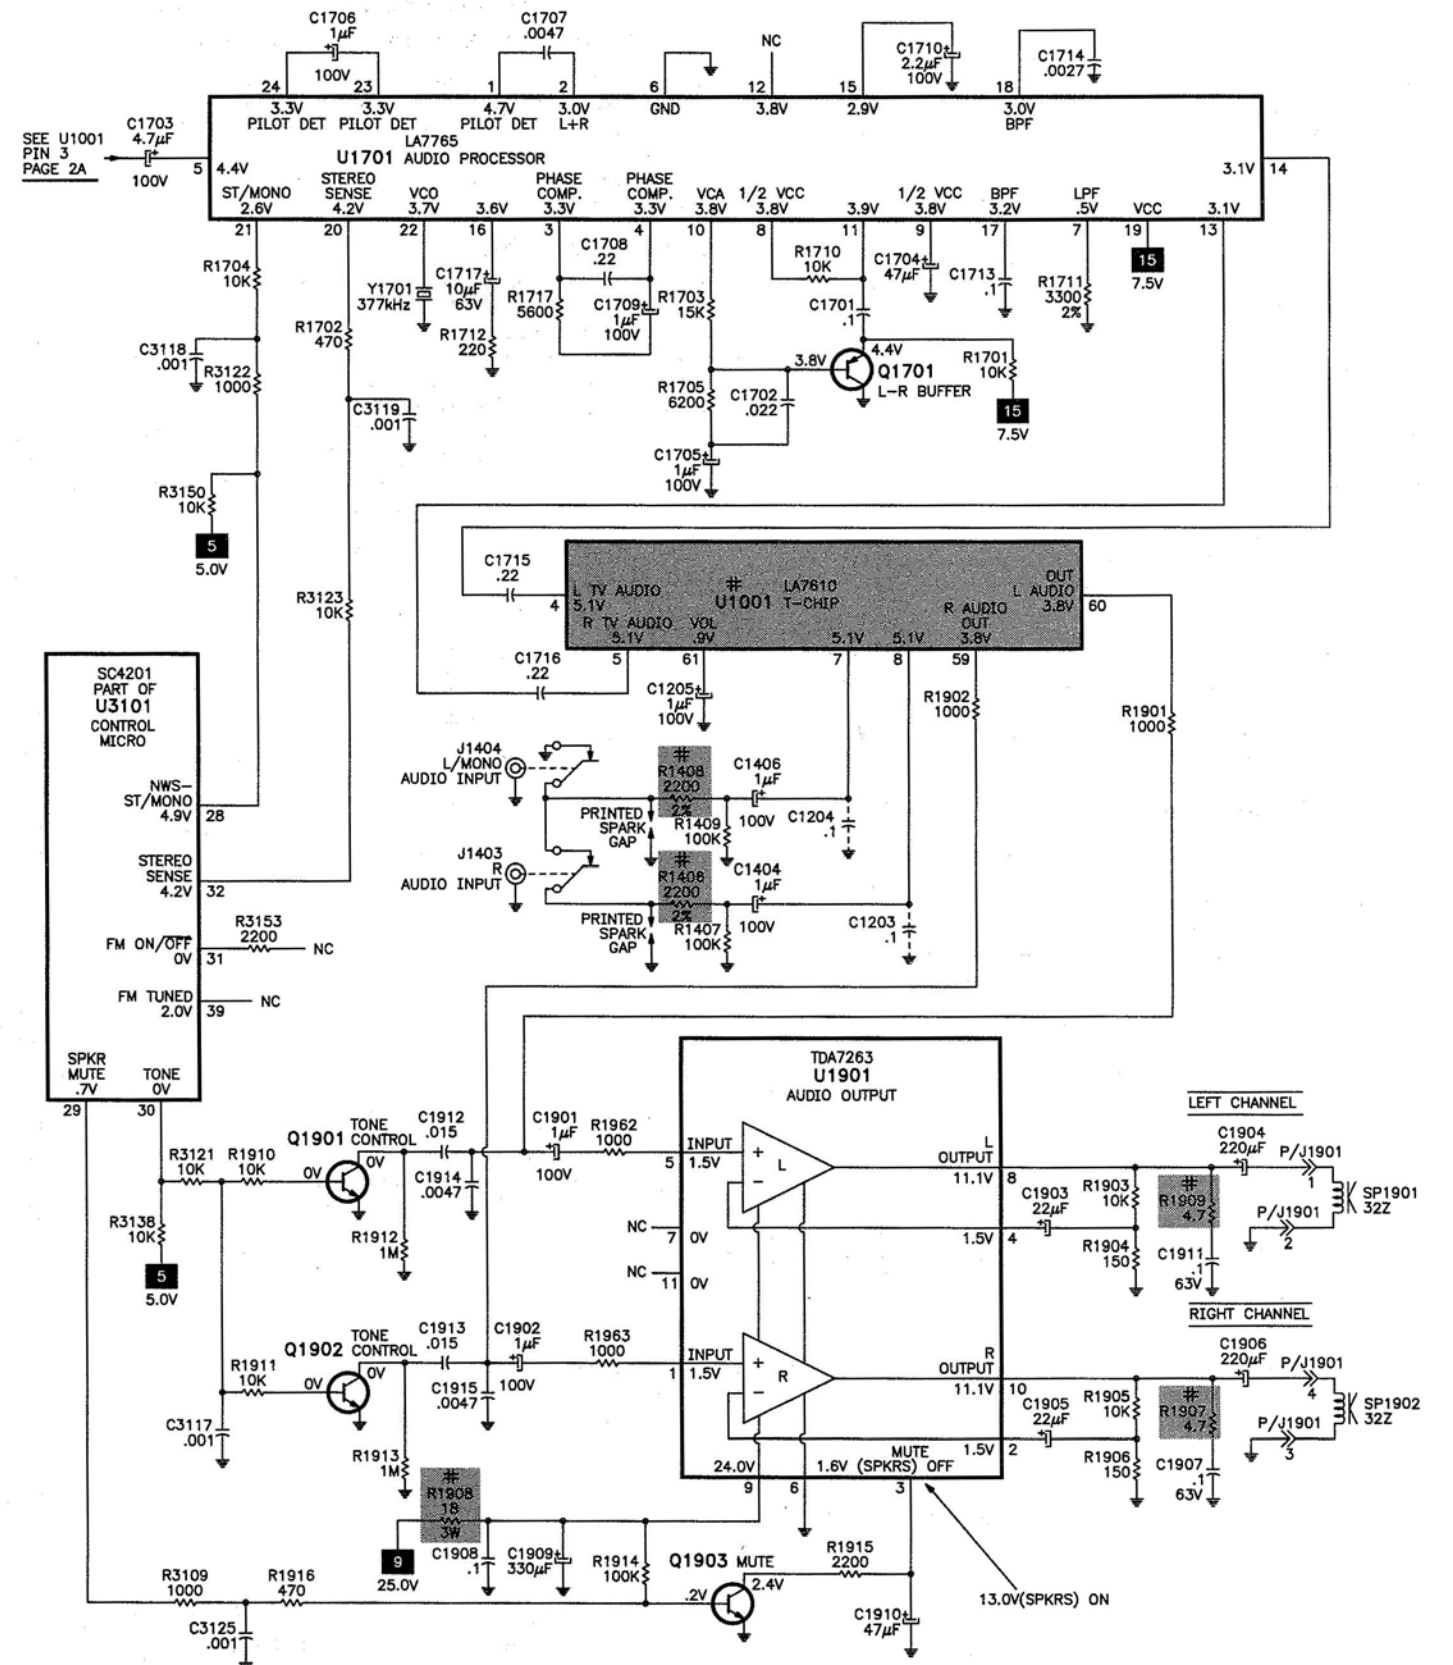 C1706
1µF
100V
+
C1707
.0047
NC
C1710
2.2µF
100V
+
C1714
.0027
24
23
1
2
6
12
15
18
3.3V
3.3V
4.7V
3.0V
GND
3.8V
2.9V
3.0V
PILOT DET
PILOT DET
PILOT DET
L+R
BPF
C1703
4.7µF
+
100V
SEE U1001
PIN 3
PAGE 2A
5
4.4V
LA7765
U1701 AUDIO PROCESSOR
3.1V
14
ST/MONO
2.6V
STEREO
SENSE
4.2V
VCO
3.7V
3.6V
PHASE
COMP.
3.3V
PHASE
COMP.
3.3V
VCA
3.8V
1/2 VCC
3.8V
3.9V
1/2 VCC
3.8V
BPF
3.2V
LPF
.5V
VCC
3.1V
21
20
22
16
3
4
10
8
11
9
17
7
19
13
R1704
10K
Y1701
377kHz
C1717
10µF
63V
+
R1712
220
C1708
.22
R1717
5600
C1709
1µF
100V
+
R1703
15K
R1710
10K
C1701
.1
C1704
47µF
+
C1713
.1
R1711
3300
2%
15
7.5V
R1702
470
C3118
.001
R3122
1000
C3119
.001
R1705
6200
C1702
.022
3.8V
4.4V
Q1701
L-R BUFFER
R1701
10K
15
7.5V
C1705
1µF
100V
+
R3150
10K
5
5.0V
R3123
10K
C1715
.22
4
L TV AUDIO
5.1V
R TV AUDIO
5.1V
VOL
.9V
#
U1001
LA7610
T-CHIP
5.1V
5.1V
R AUDIO
OUT
3.8V
OUT
L AUDIO
3.8V
60
C1716
.22
5
61
7
8
59
C1205
1µF
100V
+
R1902
1000
R1901
1000
SC4201
PART OF
U3101
CONTROL
MICRO
NWS-
ST/MONO
4.9V
28
STEREO
SENSE
4.2V
32
FM ON/OFF
0V
31
R3153
2200
NC
FM TUNED
2.0V
39
NC
SPKR
MUTE
.7V
29
TONE
0V
30
J1404
L/MONO
AUDIO INPUT
#
R1408
2200
2%
C1406
1µF
+
100V
PRINTED
SPARK
GAP
R1409
100K
C1204
.1
J1403
R
AUDIO INPUT
#
R1406
2200
2%
C1404
1µF
+
100V
PRINTED
SPARK
GAP
R1407
100K
C1203
.1
R3121
10K
R1910
10K
Q1901
TONE
CONTROL
0V
0V
C1912
.015
C1914
.0047
C1901
1µF
+
100V
R1962
1000
R3138
10K
5
5.0V
R1912
1M
TDA7263
U1901
AUDIO OUTPUT
5
INPUT
1.5V
+
-
L
L
OUTPUT
11.1V
8
NC
7
0V
1.5V
4
NC
11
0V
C1903
22µF
+
R1903
10K
R1904
150
#
R1909
4.7
C1911
.1
63V
LEFT CHANNEL
C1904
220µF
+
P/J1901
1
P/J1901
2
SP1901
32Z
R1911
10K
Q1902
TONE
CONTROL
0V
0V
C1913
.015
C1915
.0047
C1902
1µF
+
100V
R1963
1000
C3117
.001
R1913
1M
1
INPUT
1.5V
+
-
R
R
OUTPUT
11.1V
10
1.5V
2
C1905
22µF
+
R1905
10K
R1906
150
#
R1907
4.7
C1907
.1
63V
RIGHT CHANNEL
C1906
220µF
+
P/J1901
4
P/J1901
3
SP1902
32Z
24.0V
MUTE
1.6V (SPKRS) OFF
9
6
3
#
R1908
18
3W
9
25.0V
C1908
.1
C1909
330µF
+
R1914
100K
Q1903 MUTE
.2V
2.4V
R1915
2200
C1910
47µF
+
13.0V(SPKRS) ON
R3109
1000
R1916
470
C3125
.001